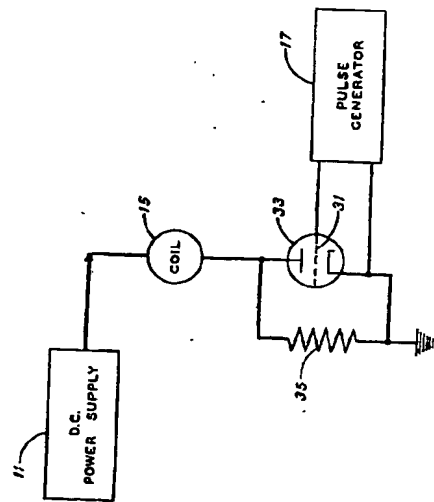 11
D.C.
POWER SUPPLY
15
COIL
33
31
35
17
PULSE
GENERATOR